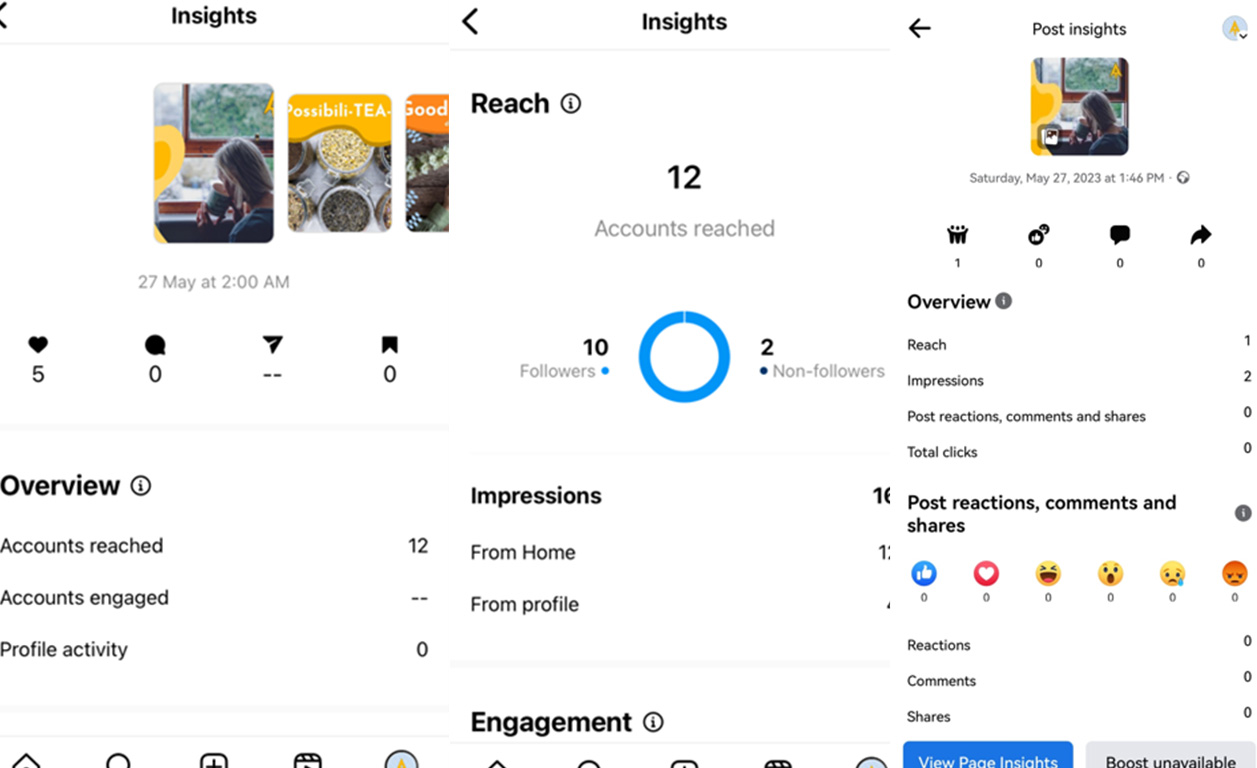 Insights
Possibili-TEA-
Good
27 May at 2:00 AM
5
0
--
0
Overview
Accounts reached 12
Accounts engaged --
Profile activity 0
Insights
Reach
12
Accounts reached
10
Followers
2
Non-followers
Impressions
From Home
From profile
Engagement
Post insights
Saturday, May 27, 2023 at 1:46 PM ·
1
0
0
0
Overview
Reach 1
Impressions 2
Post reactions, comments and shares 0
Total clicks 0
Post reactions, comments and
shares
0
0
0
0
0
0
Reactions 0
Comments 0
Shares 0
View Page Insights
Boost unavailable